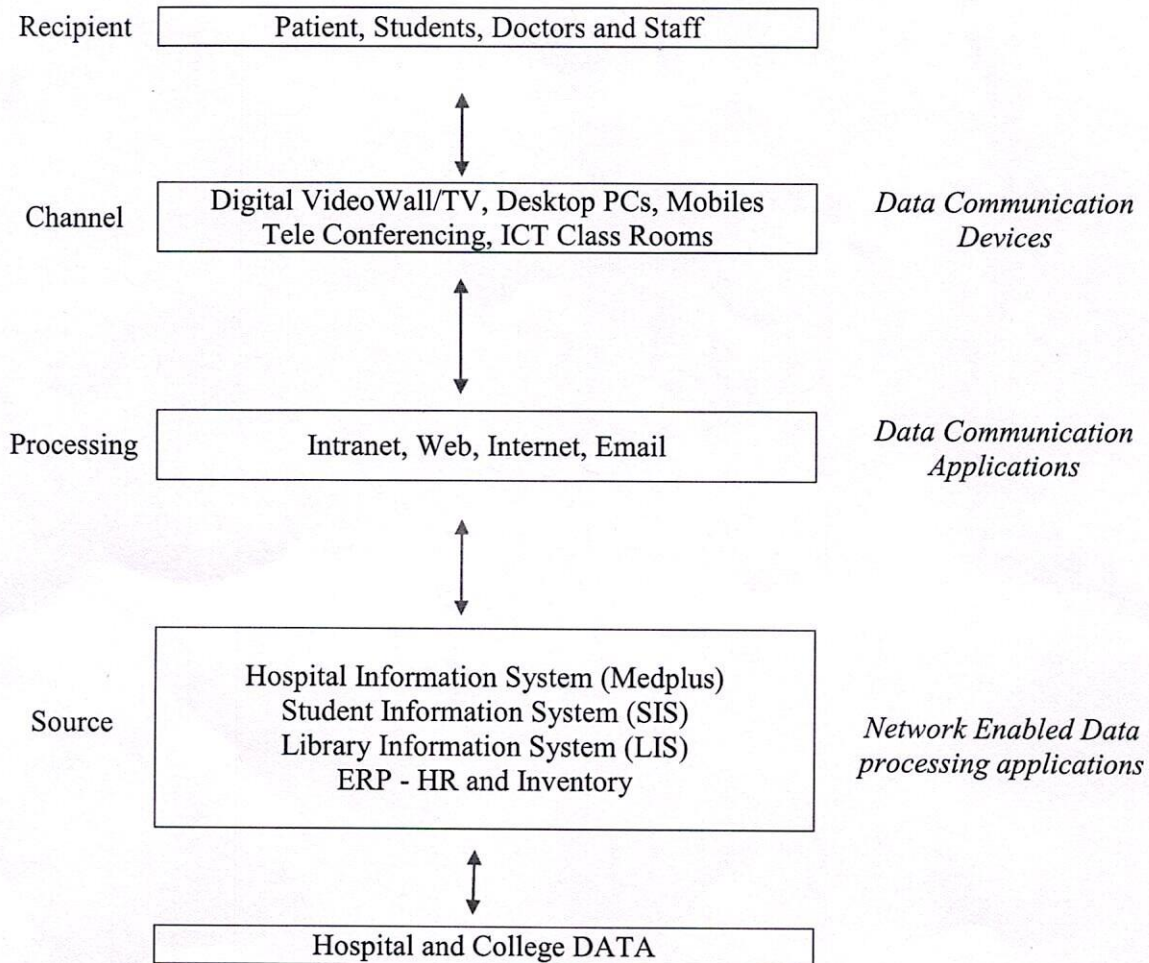 Recipient
Patient, Students, Doctors and Staff
Channel
Digital VideoWall/TV, Desktop PCs, Mobiles
Tele Conferencing, ICT Class Rooms
Data Communication
Devices
Processing
Intranet, Web, Internet, Email
Data Communication
Applications
Source
Hospital Information System (Medplus)
Student Information System (SIS)
Library Information System (LIS)
ERP - HR and Inventory
Network Enabled Data
processing applications
Hospital and College DATA